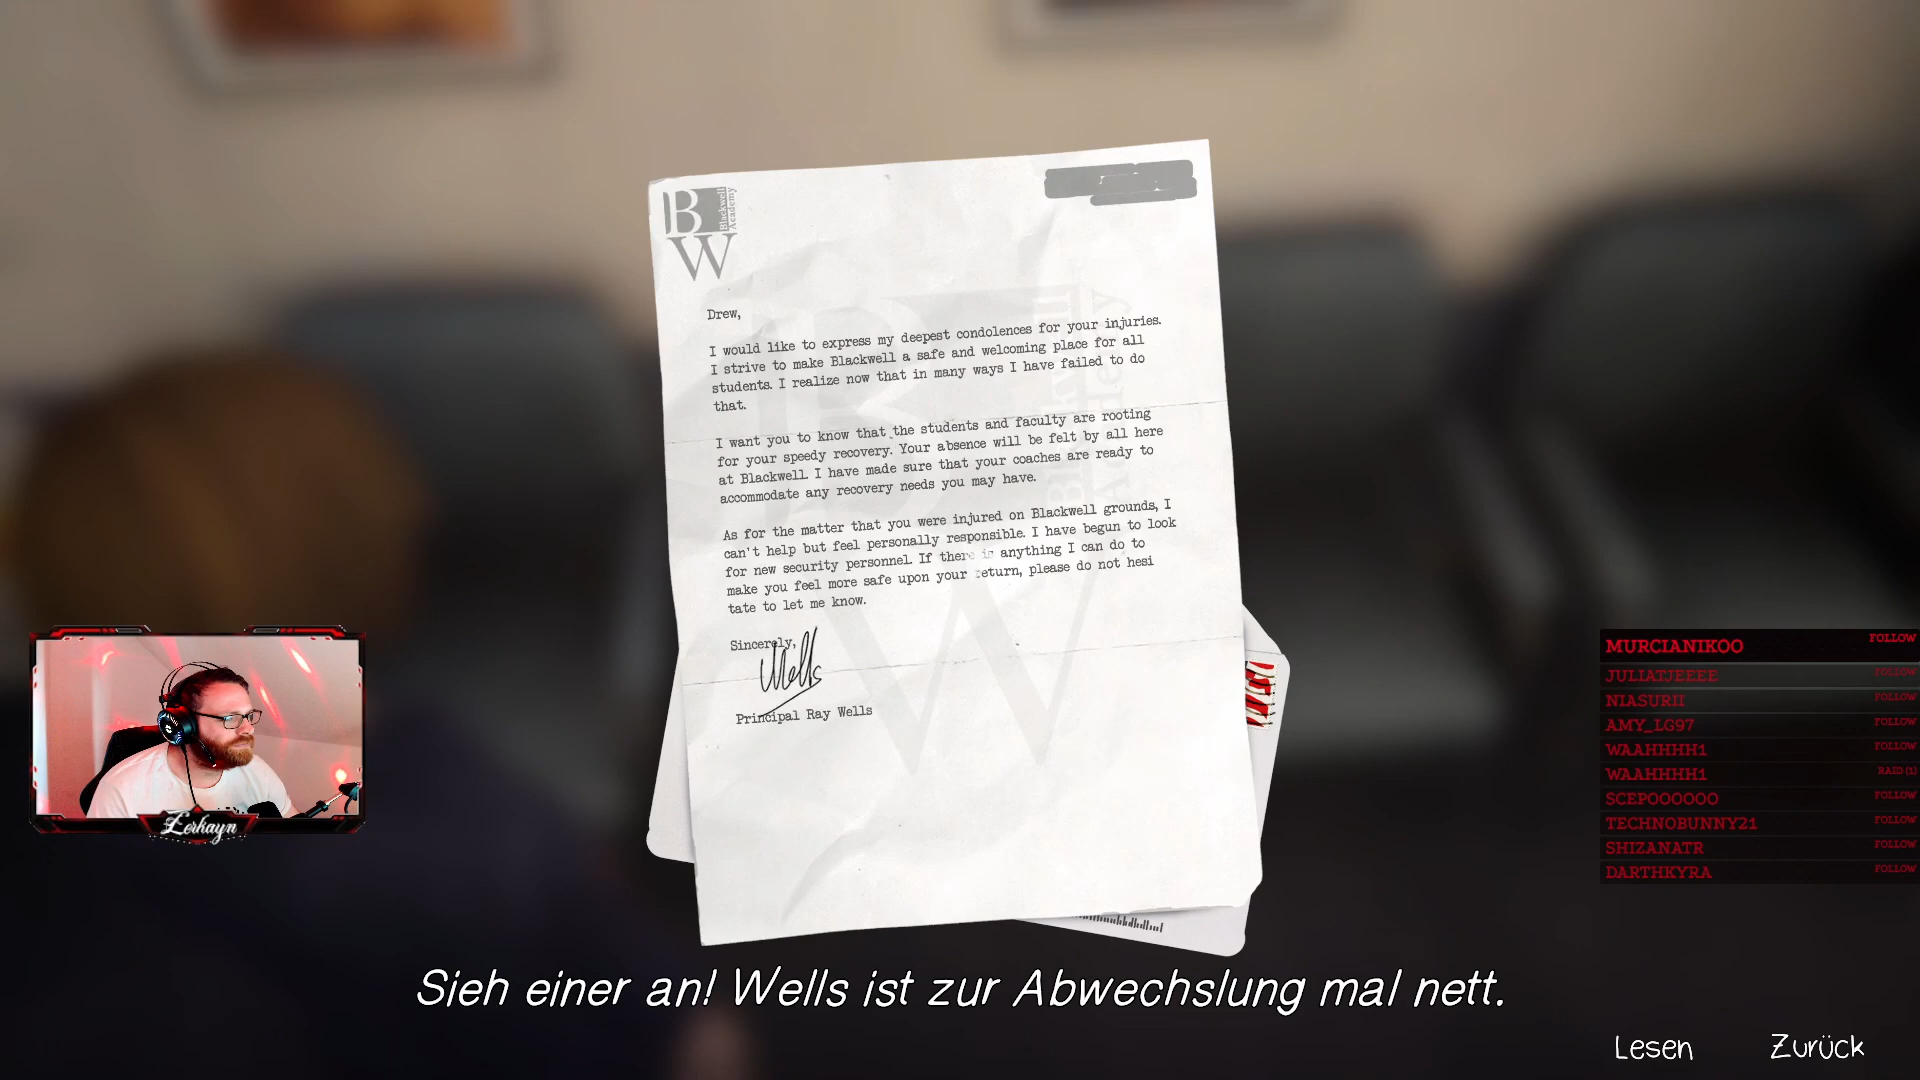 BW
Blackwell
Academy
Drew,
I would like to express my deepest condolences for your injuries.
I strive to make Blackwell a safe and welcoming place for all
students. I realize now that in many ways I have failed to do
that.
I want you to know that the students and faculty are rooting
for your speedy recovery. Your absence will be felt by all here
at Blackwell. I have made sure that your coaches are ready to
accommodate any recovery needs you may have.
As for the matter that you were injured on Blackwell grounds, I
can't help but feel personally responsible. I have begun to look
for new security personnel. If there is anything I can do to
make you feel more safe upon your return, please do not hesi
tate to let me know.
Sincerely,
Wells
Principal Ray Wells
Eerkayn
MURCIANIKOO FOLLOW
JULIATJEEEE FOLLOW
NIASURII FOLLOW
AMY_LG97 FOLLOW
WAAHHHH1 FOLLOW
WAAHHHH1 RAID (1)
SCEPOOOOOO FOLLOW
TECHNOBUNNY21 FOLLOW
SHIZANATR FOLLOW
DARTHKYRA FOLLOW
Sieh einer an! Wells ist zur Abwechslung mal nett.
Lesen Zurück